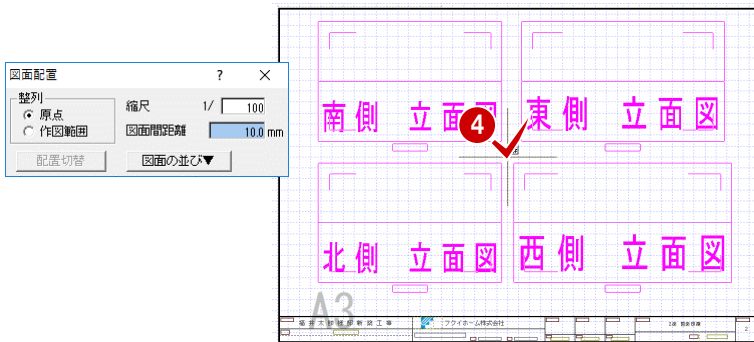 図面配置 ? ×
整列
原点
作図範囲
縮尺 1/ 100
図面間距離 10.0 mm
配置切替
図面の並び▼
南側 立面図
東側 立面図
4
北側 立面図
西側 立面図
A3
フクイホーム株式会社
2